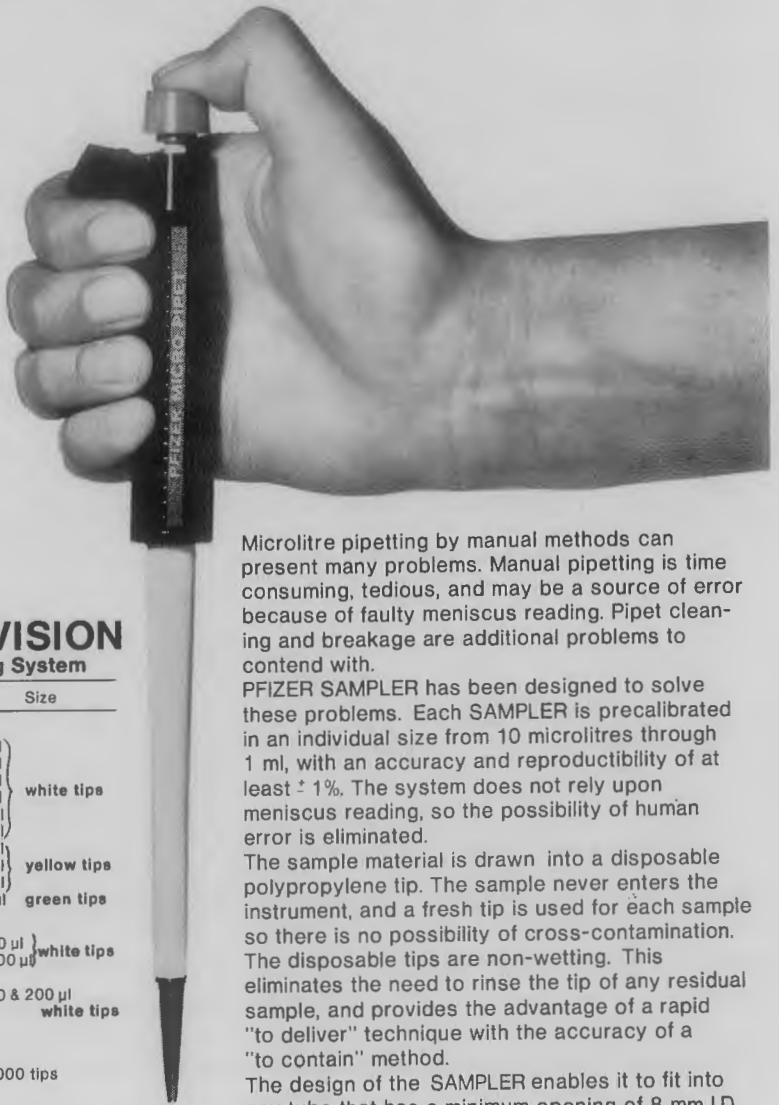 PFIZER MICRO PIPET
VISION
System
Size
white tips
yellow tips
green tips
white tips
& 200 µl
white tips
000 tips
Microlitre pipetting by manual methods can
present many problems. Manual pipetting is time
consuming, tedious, and may be a source of error
because of faulty meniscus reading. Pipet clean-
ing and breakage are additional problems to
contend with.
PFIZER SAMPLER has been designed to solve
these problems. Each SAMPLER is precalibrated
in an individual size from 10 microlitres through
1 ml, with an accuracy and reproductibility of at
least ± 1%. The system does not rely upon
meniscus reading, so the possibility of human
error is eliminated.
The sample material is drawn into a disposable
polypropylene tip. The sample never enters the
instrument, and a fresh tip is used for each sample
so there is no possibility of cross-contamination.
The disposable tips are non-wetting. This
eliminates the need to rinse the tip of any residual
sample, and provides the advantage of a rapid
"to deliver" technique with the accuracy of a
"to contain" method.
The design of the SAMPLER enables it to fit into
tube that has a minimum opening of 8 mm I.D.